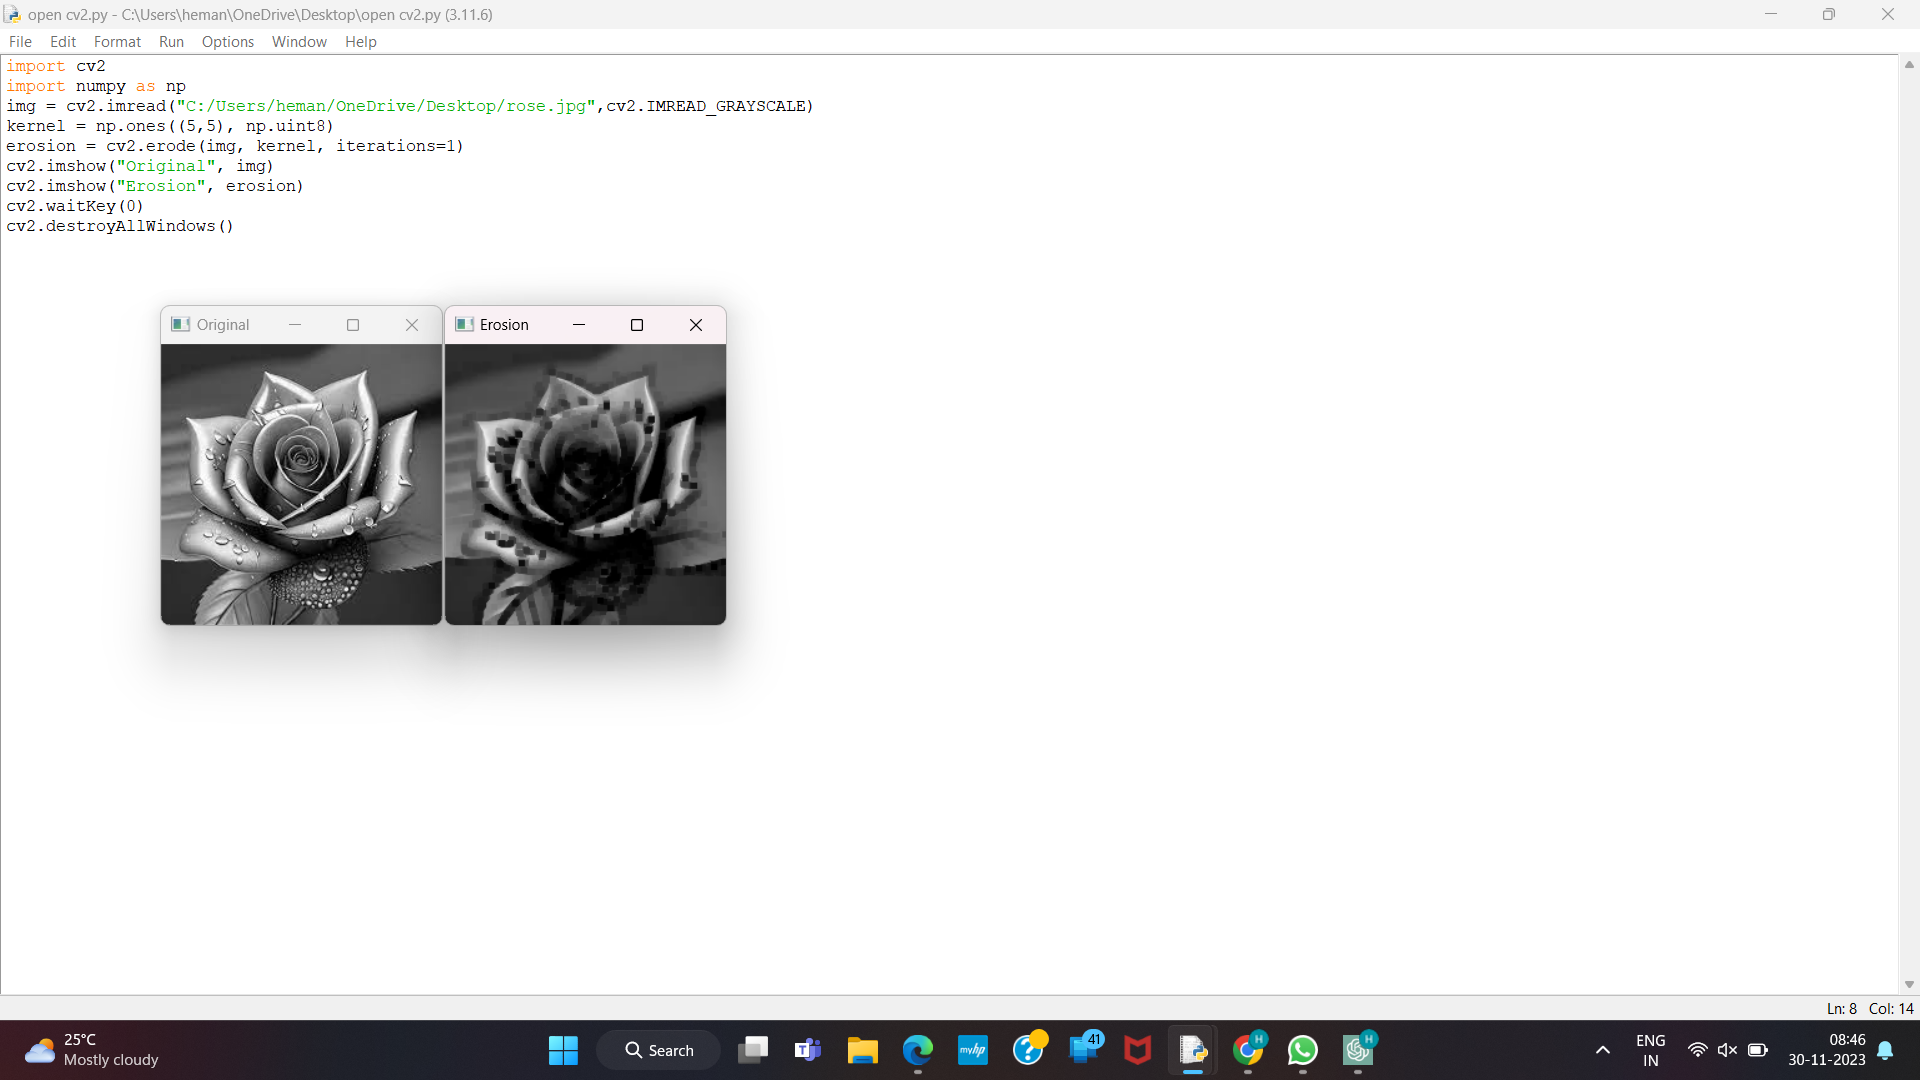 open cv2.py - C:\Users\heman\OneDrive\Desktop\open cv2.py (3.11.6)
File Edit Format Run Options Window Help
import cv2
import numpy as np
img = cv2.imread("C:/Users/heman/OneDrive/Desktop/rose.jpg",cv2.IMREAD_GRAYSCALE)
kernel = np.ones((5,5), np.uint8)
erosion = cv2.erode(img, kernel, iterations=1)
cv2.imshow("Original", img)
cv2.imshow("Erosion", erosion)
cv2.waitKey(0)
cv2.destroyAllWindows()
Original
Erosion
Ln: 8 Col: 14
25°C
Mostly cloudy
Search
myhp
41
H
H
ENG
IN
08:46
30-11-2023